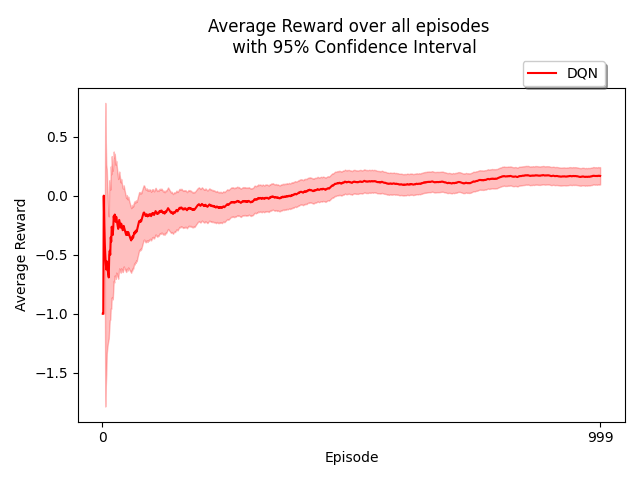 Average Reward over all episodes
with 95% Confidence Interval
DQN
0.5
0.0
−0.5
−1.0
−1.5
Average Reward
0
999
Episode